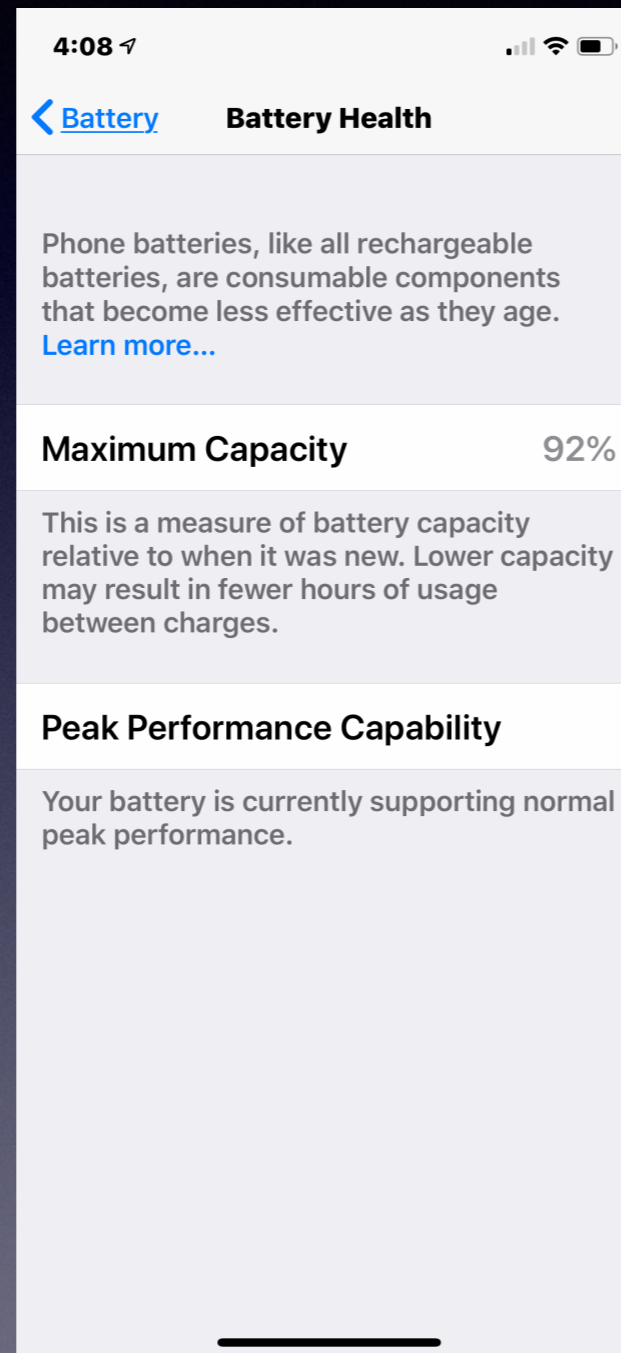 4:08
Battery
Battery Health
Phone batteries, like all rechargeable
batteries, are consumable components
that become less effective as they age.
Learn more...
Maximum Capacity 92%
This is a measure of battery capacity
relative to when it was new. Lower capacity
may result in fewer hours of usage
between charges.
Peak Performance Capability
Your battery is currently supporting normal
peak performance.